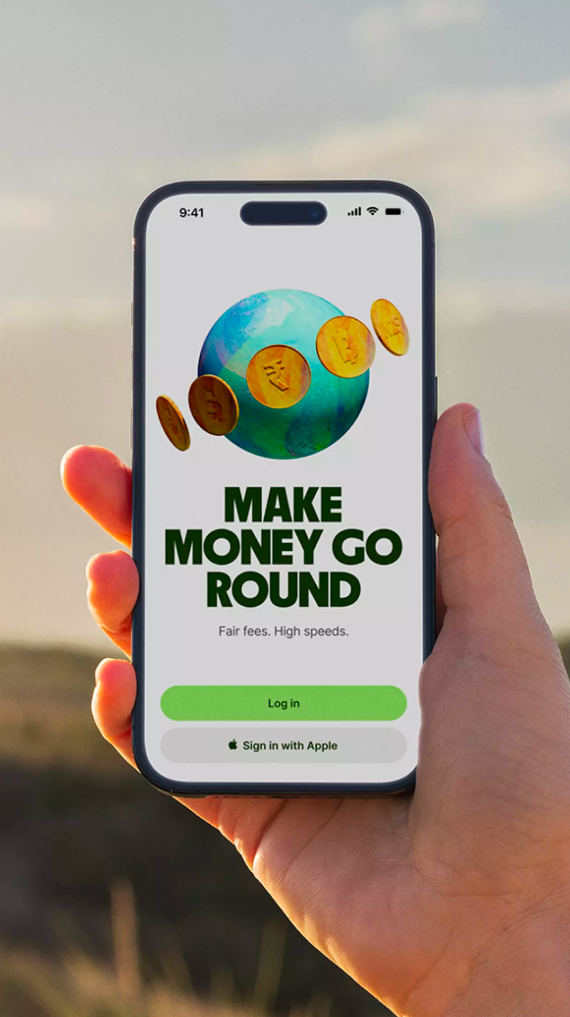 9:41
₹
MAKE
MONEY GO
ROUND
Fair fees. High speeds.
Log in
Sign in with Apple